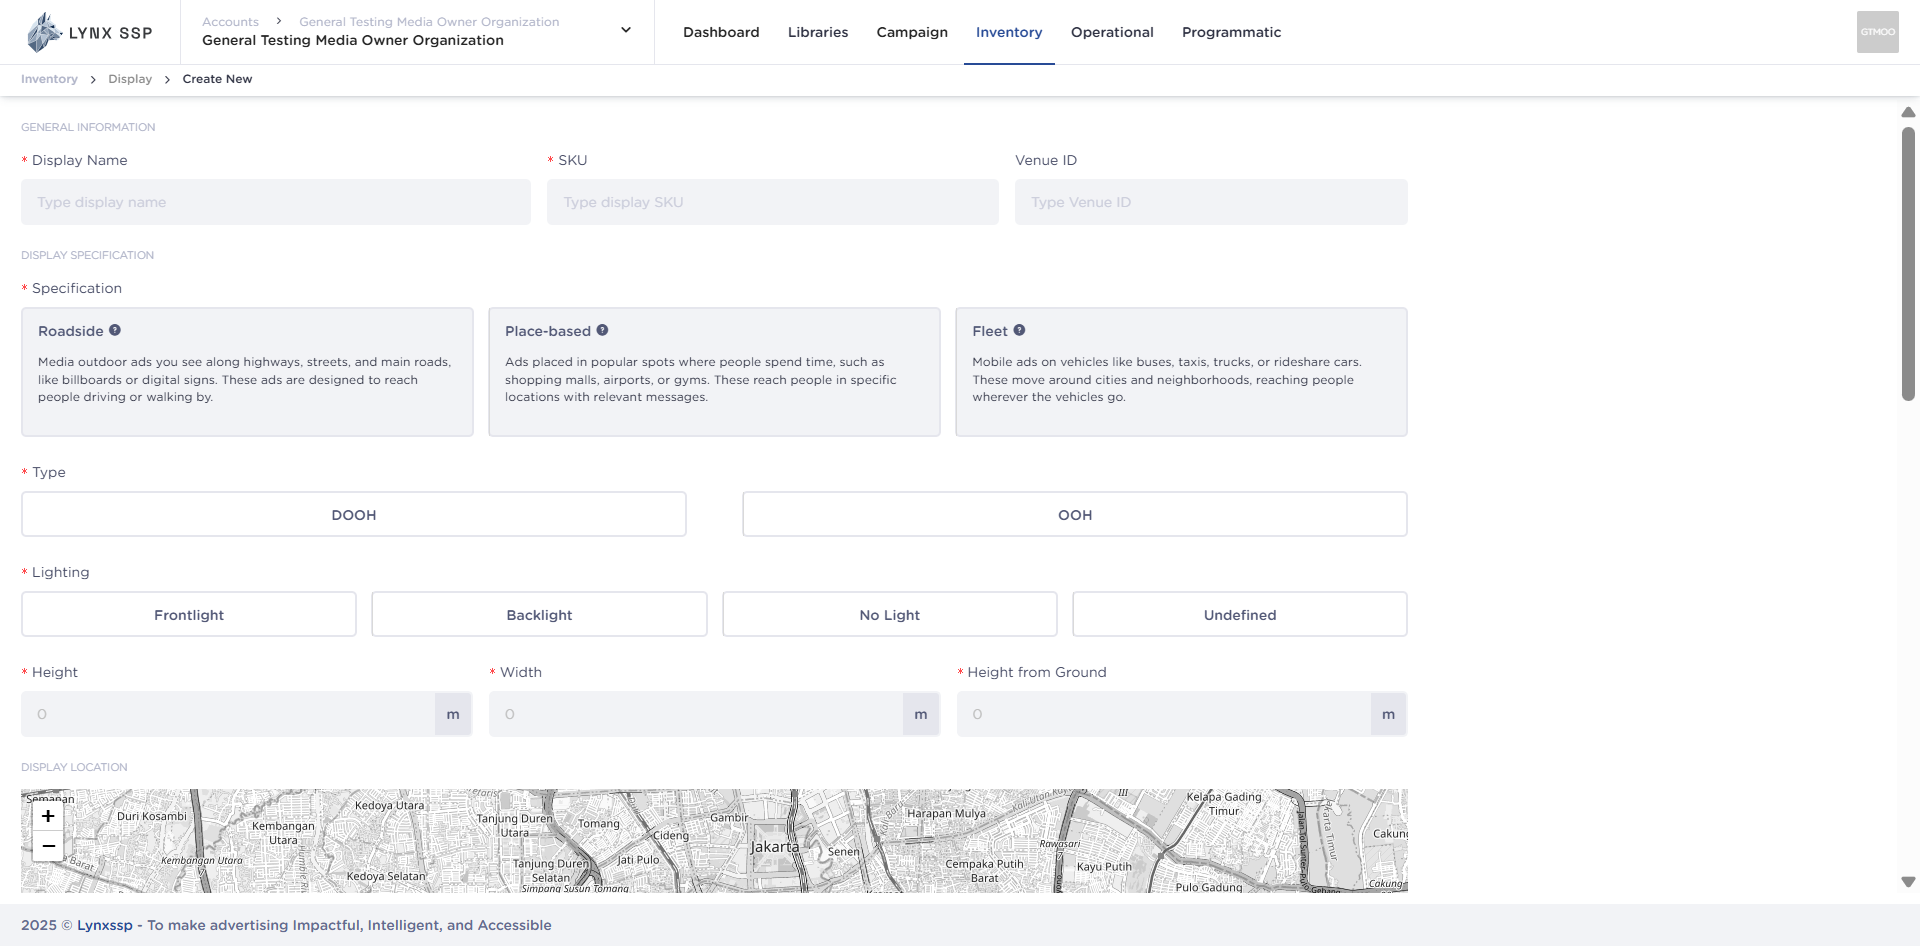 LYNX SSP
Accounts > General Testing Media Owner Organization
General Testing Media Owner Organization
Dashboard
Libraries
Campaign
Inventory
Operational
Programmatic
GTMOO
Inventory > Display > Create New
GENERAL INFORMATION
* Display Name
Type display name
* SKU
Type display SKU
Venue ID
Type Venue ID
DISPLAY SPECIFICATION
* Specification
Roadside
Media outdoor ads you see along highways, streets, and main roads,
like billboards or digital signs. These ads are designed to reach
people driving or walking by.
Place-based
Ads placed in popular spots where people spend time, such as
shopping malls, airports, or gyms. These reach people in specific
locations with relevant messages.
Fleet
Mobile ads on vehicles like buses, taxis, trucks, or rideshare cars.
These move around cities and neighborhoods, reaching people
wherever the vehicles go.
* Type
DOOH
OOH
* Lighting
Frontlight
Backlight
No Light
Undefined
* Height
0 m
* Width
0 m
* Height from Ground
0 m
DISPLAY LOCATION
+
−
Semanan
Duri Kosambi
Kembangan
Utara
Kembangan Utara
Barat
Kedoya Utara
Kedoya Selatan
Tanjung Duren
Utara
Tomang
Tanjung Duren
Selatan
Simpang Susun Tomang
Cideng
Jati Pulo
Gambir
Jakarta
Senen
Harapan Mulya
Cempaka Putih
Barat
Rawasari
Kayu Putih
Kelapa Gading
Timur
Pulo Gadung
Jakarta Timur
Cakung
2025 © Lynxssp - To make advertising Impactful, Intelligent, and Accessible